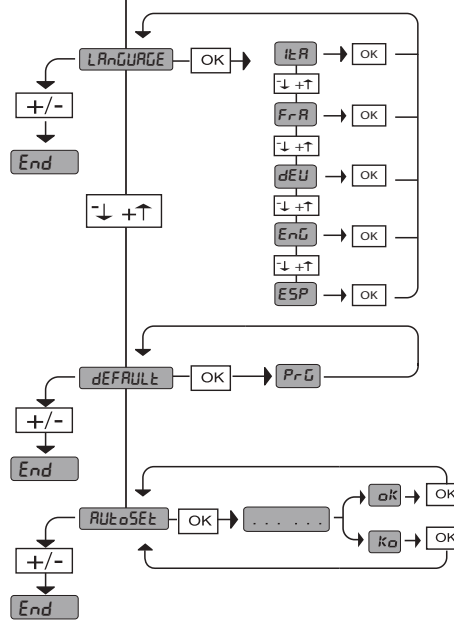 LAnGUAGE OK ItA OK
+/- -↓ +↑
FrA OK
End -↓ +↑
dEU OK
-↓ +↑ -↓ +↑
EnG OK
-↓ +↑
ESP OK
dEFAULt OK PrG
+/-
End
AUtoSEt OK . . . . . . oK OK
Ko OK
+/-
End